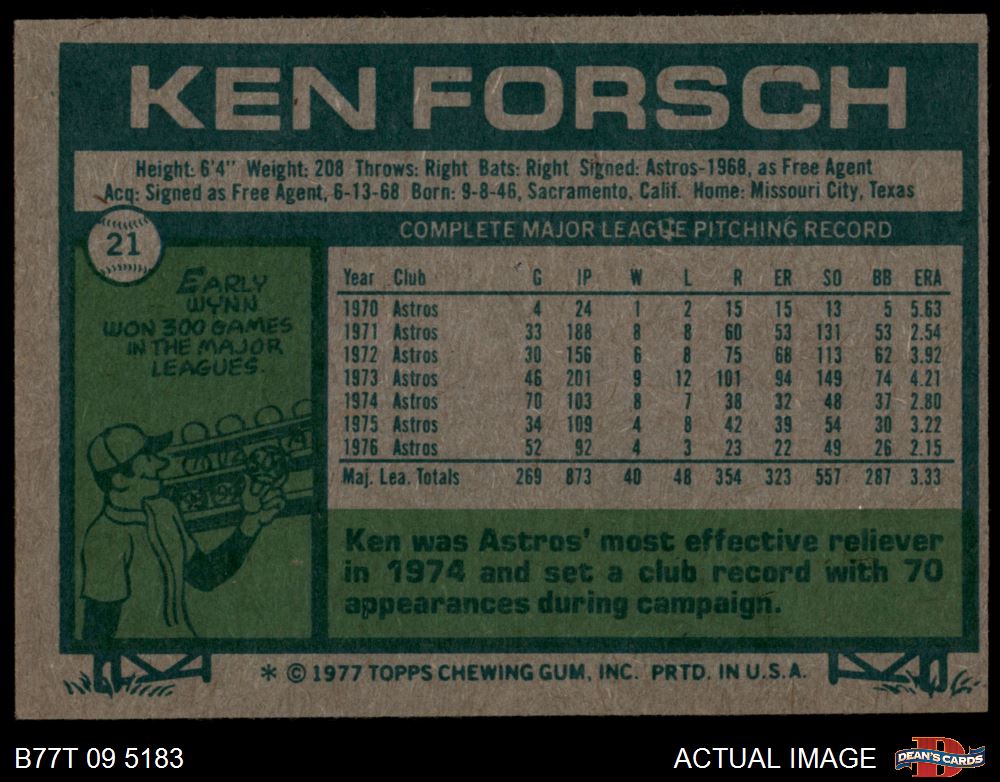 KEN FORSCH
Height: 6'4" Weight: 208 Throws: Right Bats: Right Signed: Astros-1968, as Free Agent
Acq: Signed as Free Agent, 6-13-68 Born: 9-8-46, Sacramento, Calif. Home: Missouri City, Texas
21
EARLY
WYNN
WON 300 GAMES
IN THE MAJOR
LEAGUES.
COMPLETE MAJOR LEAGUE PITCHING RECORD
Year Club G IP W L R ER SO BB ERA
1970 Astros 4 24 1 2 15 15 13 5 5.63
1971 Astros 33 188 8 8 60 53 131 53 2.54
1972 Astros 30 156 6 8 75 68 113 62 3.92
1973 Astros 46 201 9 12 101 94 149 74 4.21
1974 Astros 70 103 8 7 38 32 48 37 2.80
1975 Astros 34 109 4 8 42 39 54 30 3.22
1976 Astros 52 92 4 3 23 22 49 26 2.15
Maj. Lea. Totals 269 873 40 48 354 323 557 287 3.33
Ken was Astros' most effective reliever
in 1974 and set a club record with 70
appearances during campaign.
* © 1977 TOPPS CHEWING GUM, INC. PRTD. IN U.S.A.
B77T 09 5183
ACTUAL IMAGE
D
DEAN'S CARDS